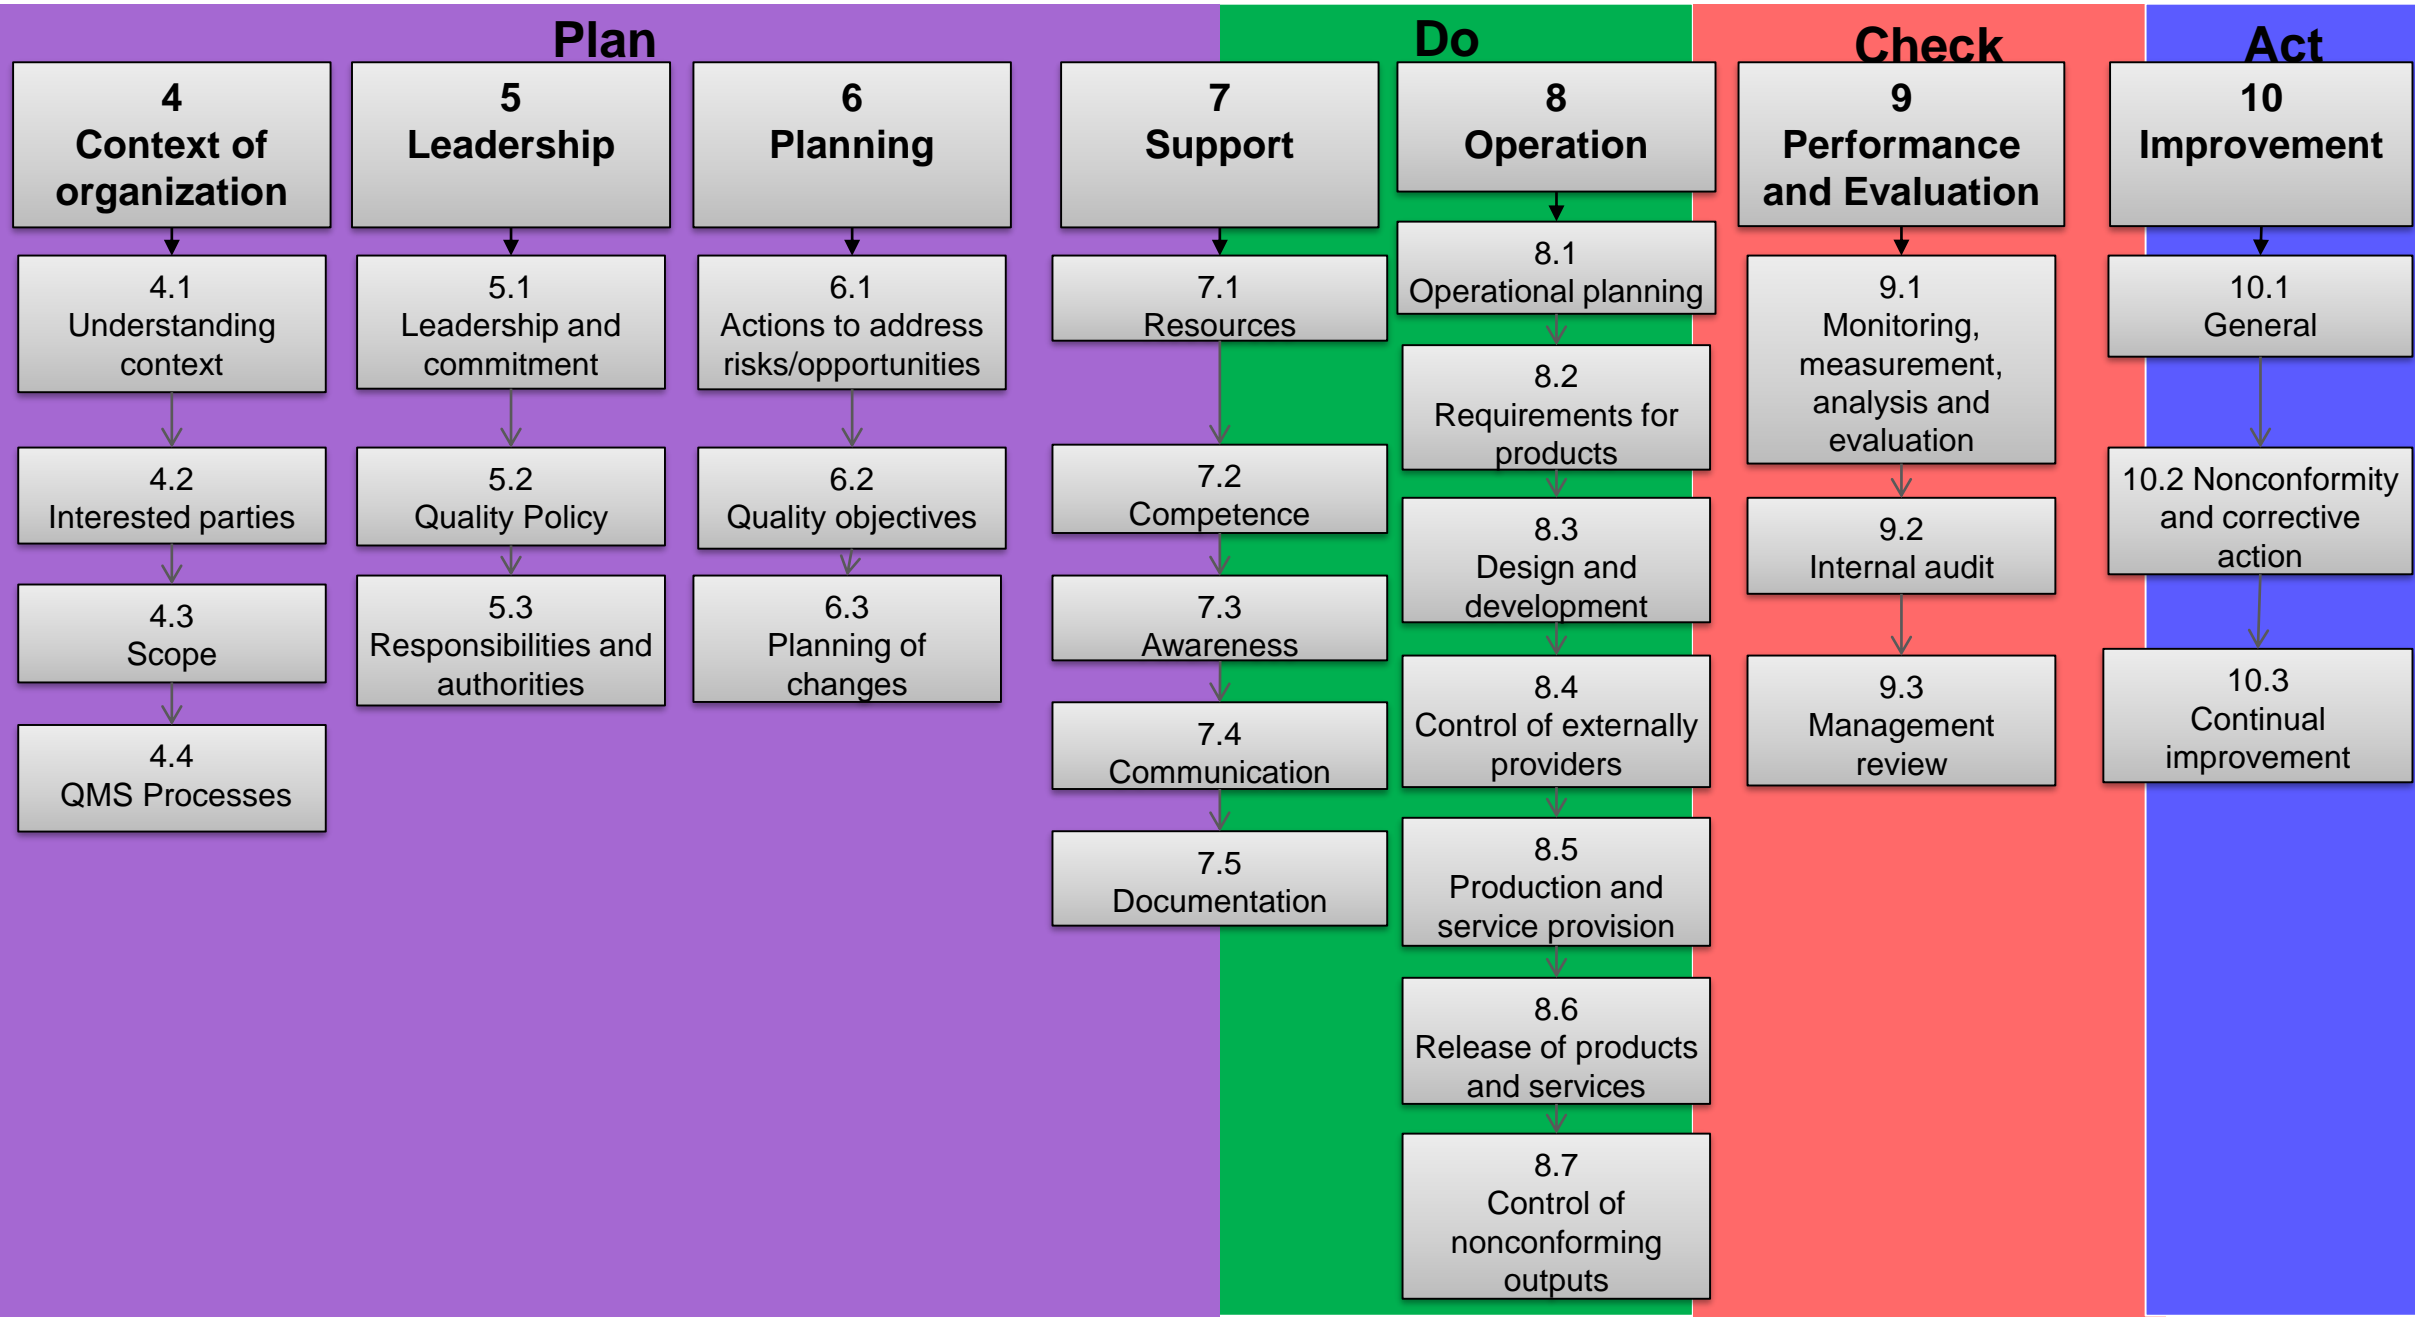 Plan
Do
Check
Act
4
Context of
organization
5
Leadership
6
Planning
7
Support
8
Operation
9
Performance
and Evaluation
10
Improvement
4.1
Understanding
context
4.2
Interested parties
4.3
Scope
4.4
QMS Processes
5.1
Leadership and
commitment
5.2
Quality Policy
5.3
Responsibilities and
authorities
6.1
Actions to address
risks/opportunities
6.2
Quality objectives
6.3
Planning of
changes
7.1
Resources
7.2
Competence
7.3
Awareness
7.4
Communication
7.5
Documentation
8.1
Operational planning
8.2
Requirements for
products
8.3
Design and
development
8.4
Control of externally
providers
8.5
Production and
service provision
8.6
Release of products
and services
8.7
Control of
nonconforming
outputs
9.1
Monitoring,
measurement,
analysis and
evaluation
9.2
Internal audit
9.3
Management
review
10.1
General
10.2 Nonconformity
and corrective
action
10.3
Continual
improvement